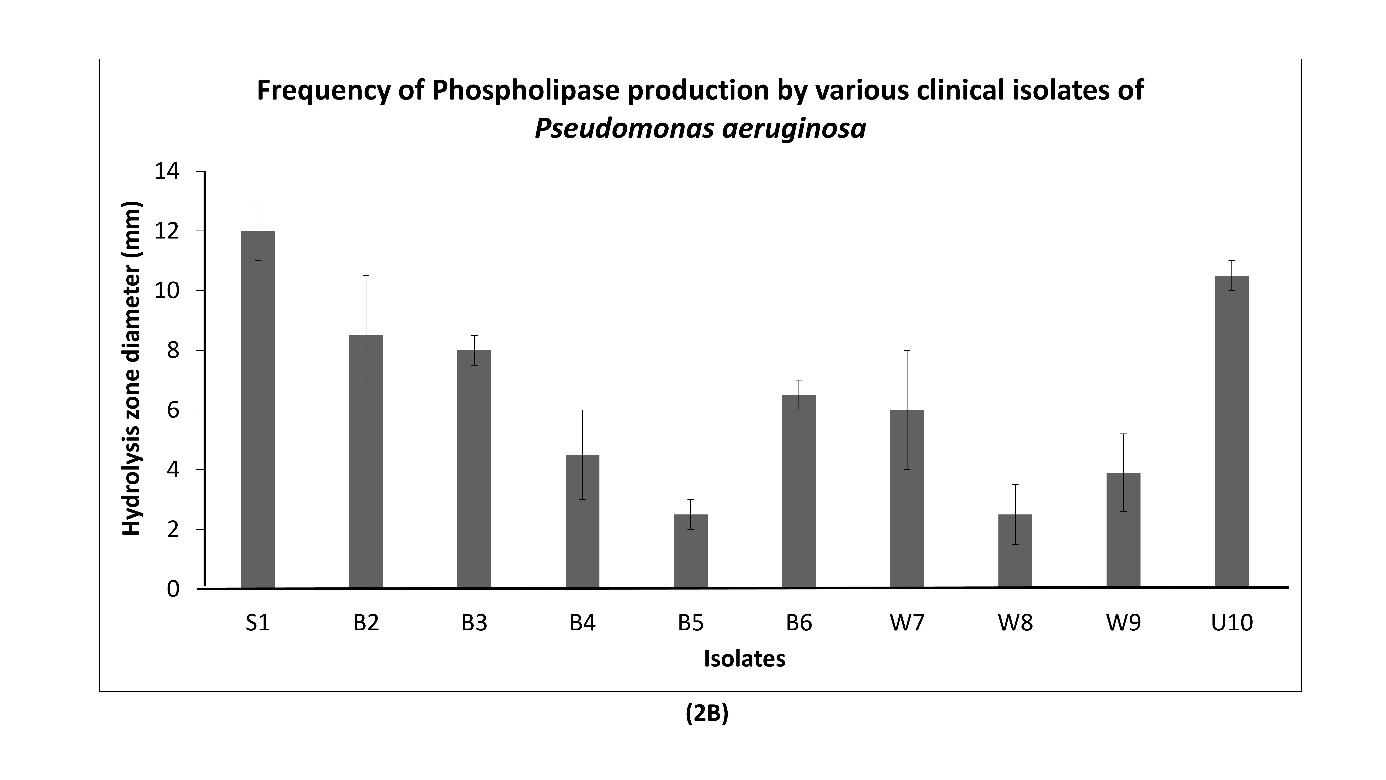 Frequency of Phospholipase production by various clinical isolates of
Pseudomonas aeruginosa
Hydrolysis zone diameter (mm)
14
12
10
8
6
4
2
0
S1 B2 B3 B4 B5 B6 W7 W8 W9 U10
Isolates
(2B)